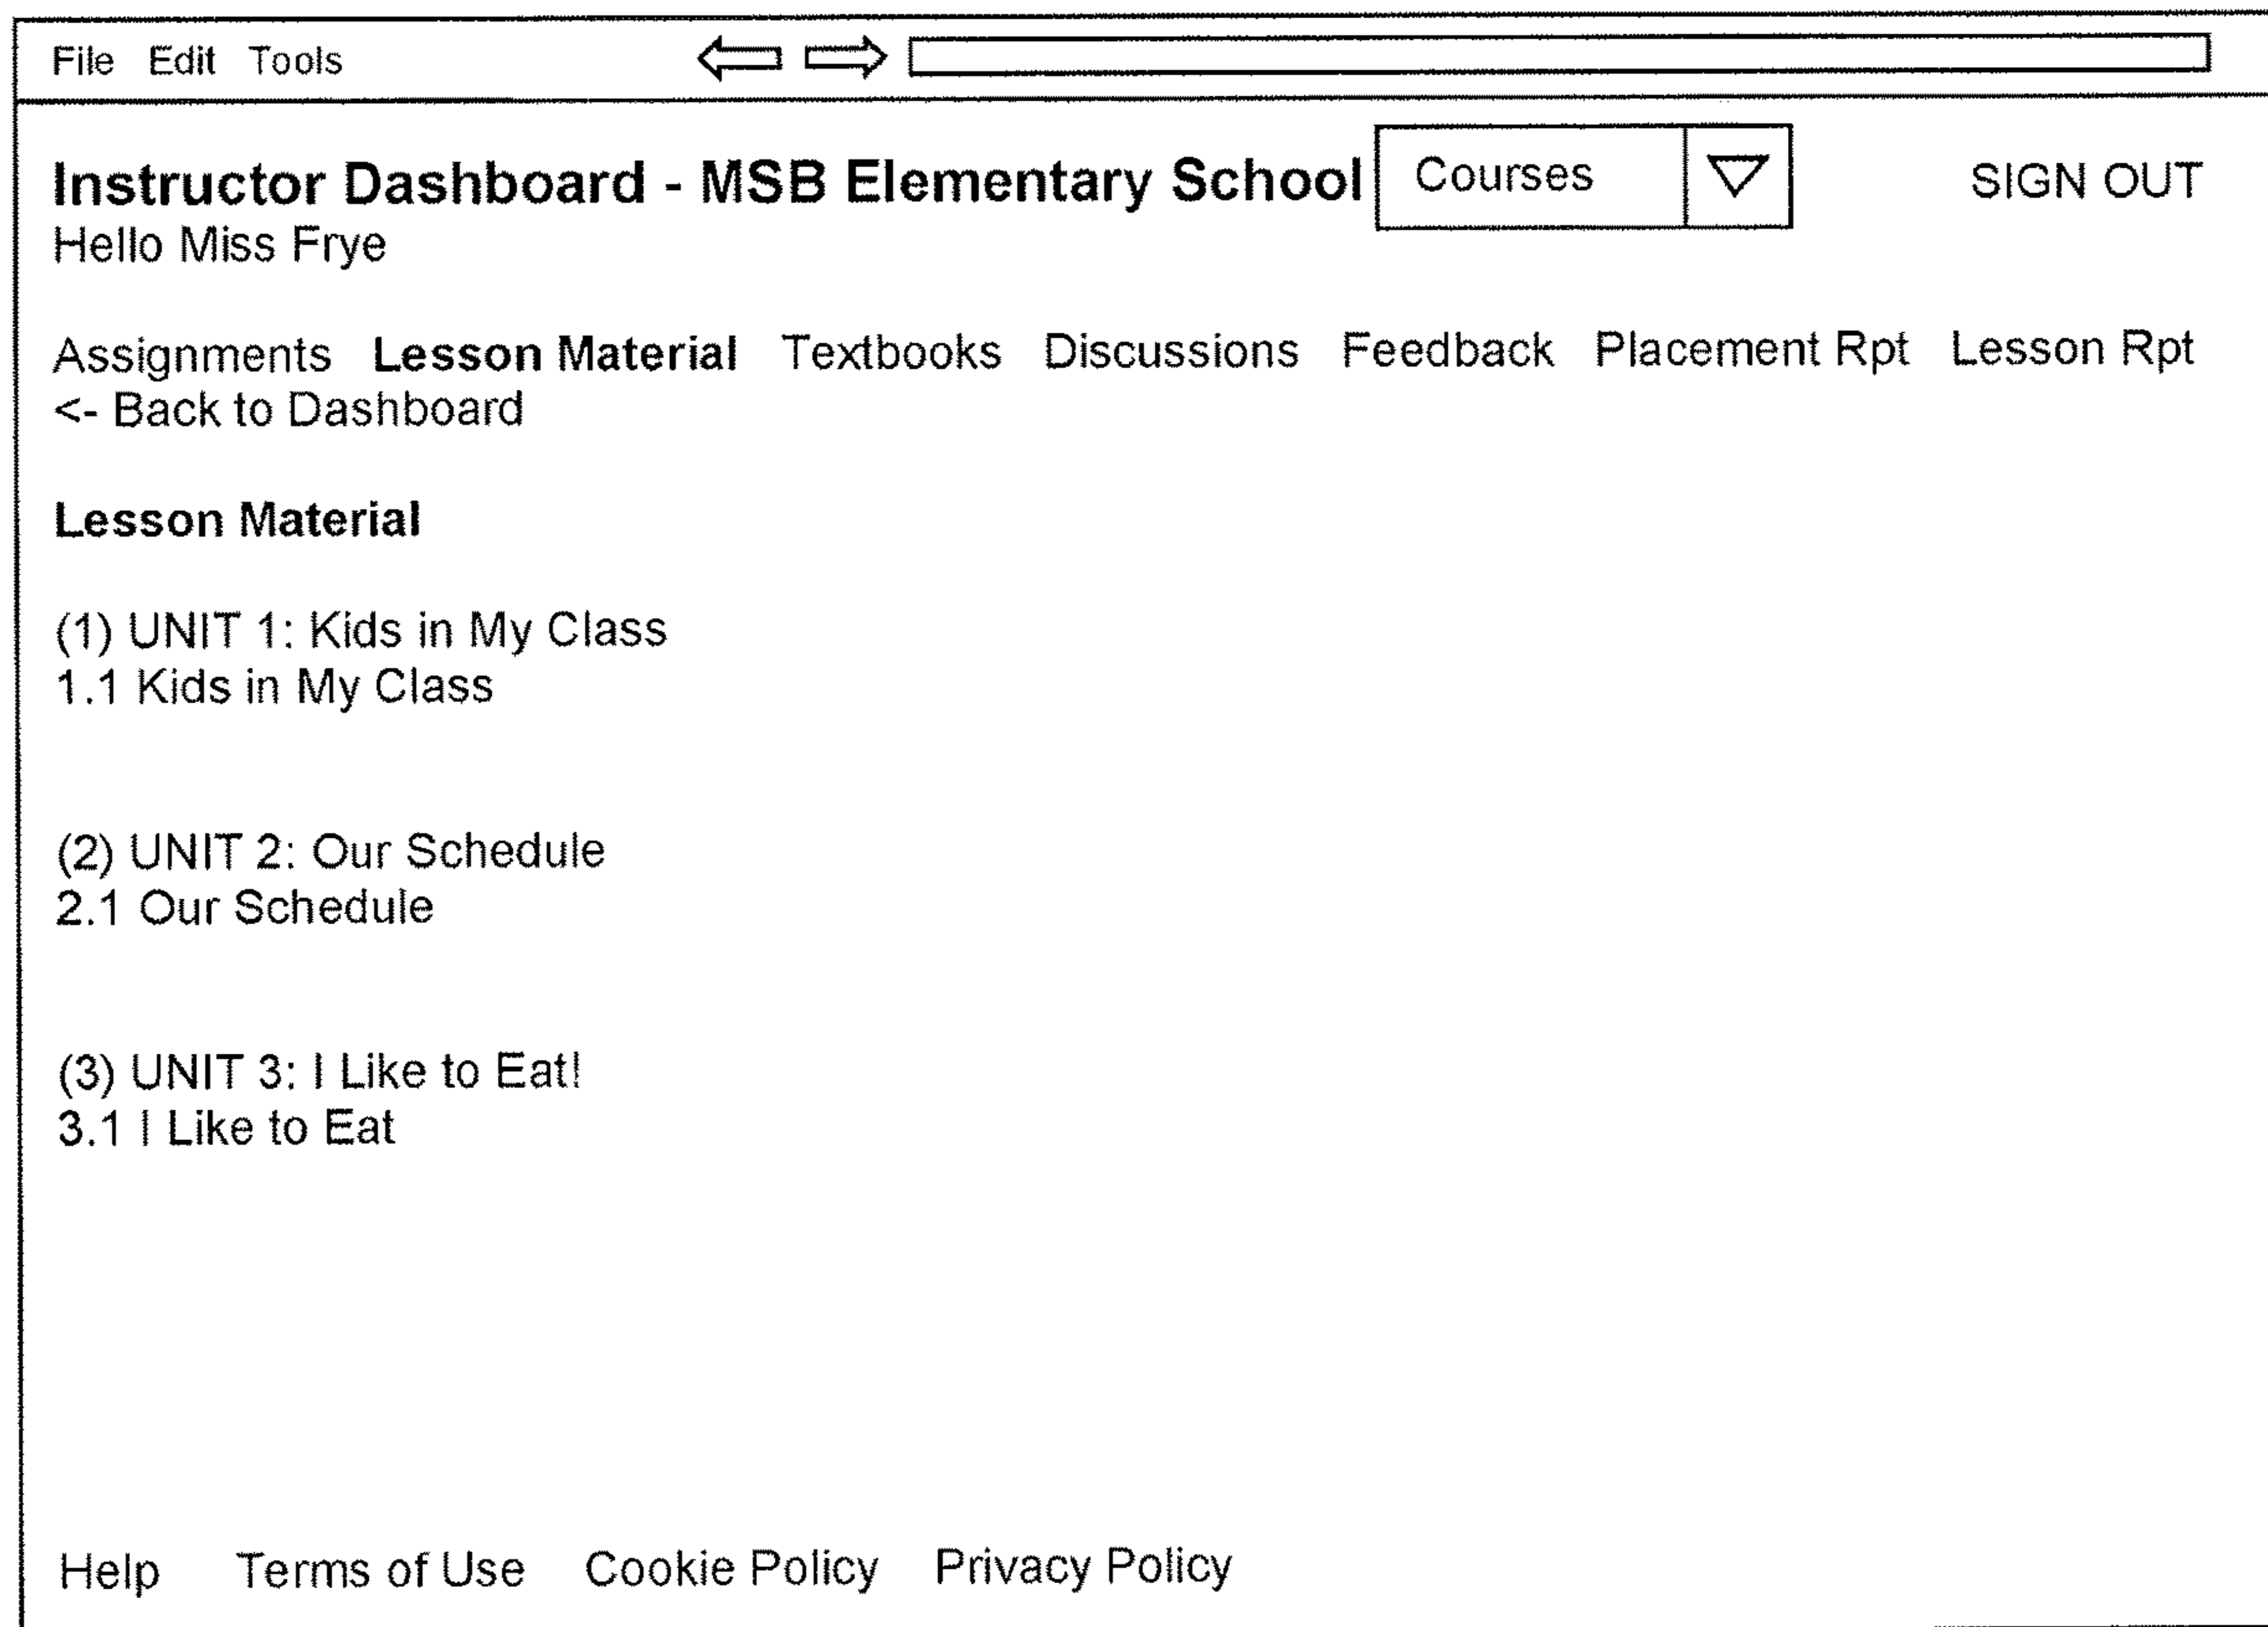 File Edit Tools
Instructor Dashboard - MSB Elementary School Courses SIGN OUT
Hello Miss Frye
Assignments Lesson Material Textbooks Discussions Feedback Placement Rpt Lesson Rpt
<- Back to Dashboard
Lesson Material
(1) UNIT 1: Kids in My Class
1.1 Kids in My Class
(2) UNIT 2: Our Schedule
2.1 Our Schedule
(3) UNIT 3: I Like to Eat!
3.1 I Like to Eat
Help Terms of Use Cookie Policy Privacy Policy